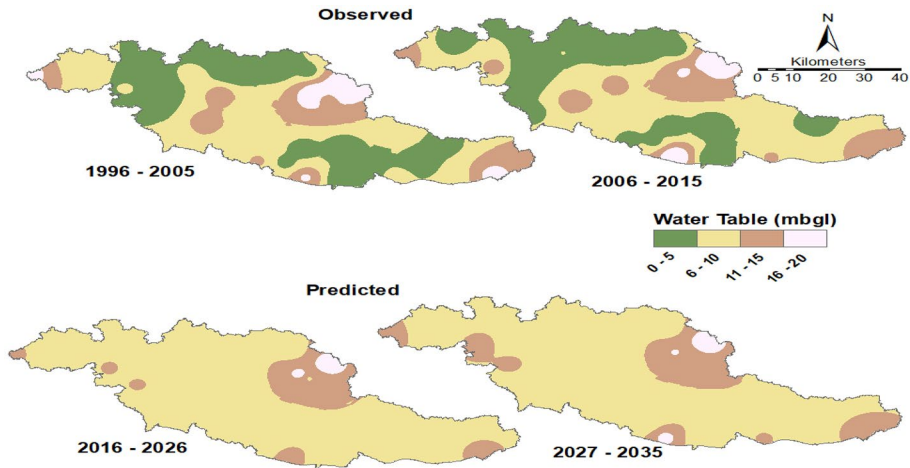 Observed
N
Kilometers
0 5 10 20 30 40
1996 - 2005
2006 - 2015
Water Table (mbgl)
0 - 5
6 - 10
11 - 15
16 - 20
Predicted
2016 - 2026
2027 - 2035